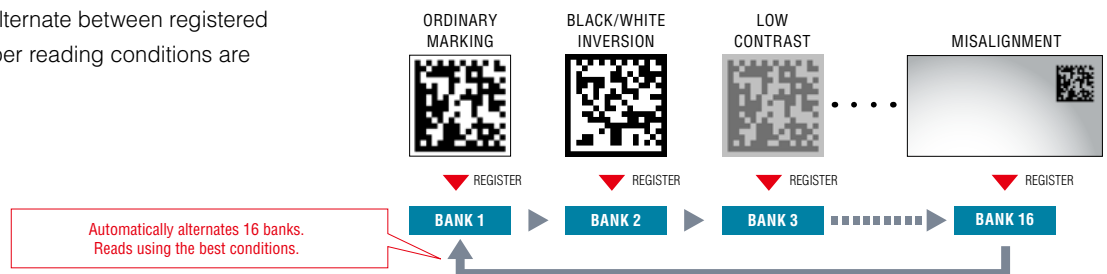 lternate between registered
per reading conditions are
ORDINARY
MARKING
BLACK/WHITE
INVERSION
LOW
CONTRAST
MISALIGNMENT
REGISTER
REGISTER
REGISTER
REGISTER
BANK 1
BANK 2
BANK 3
BANK 16
Automatically alternates 16 banks.
Reads using the best conditions.